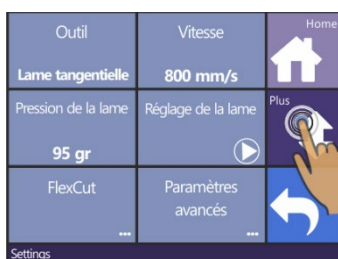 Outil
Vitesse
Home
Lame tangentielle
800 mm/s
Pression de la lame
Réglage de la lame
Plus
95 gr
FlexCut
Paramètres
avancés
...
...
Settings